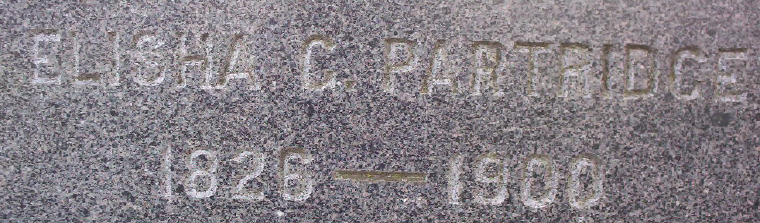 ELISHA C. PARTRIDGE
1826 — 1900